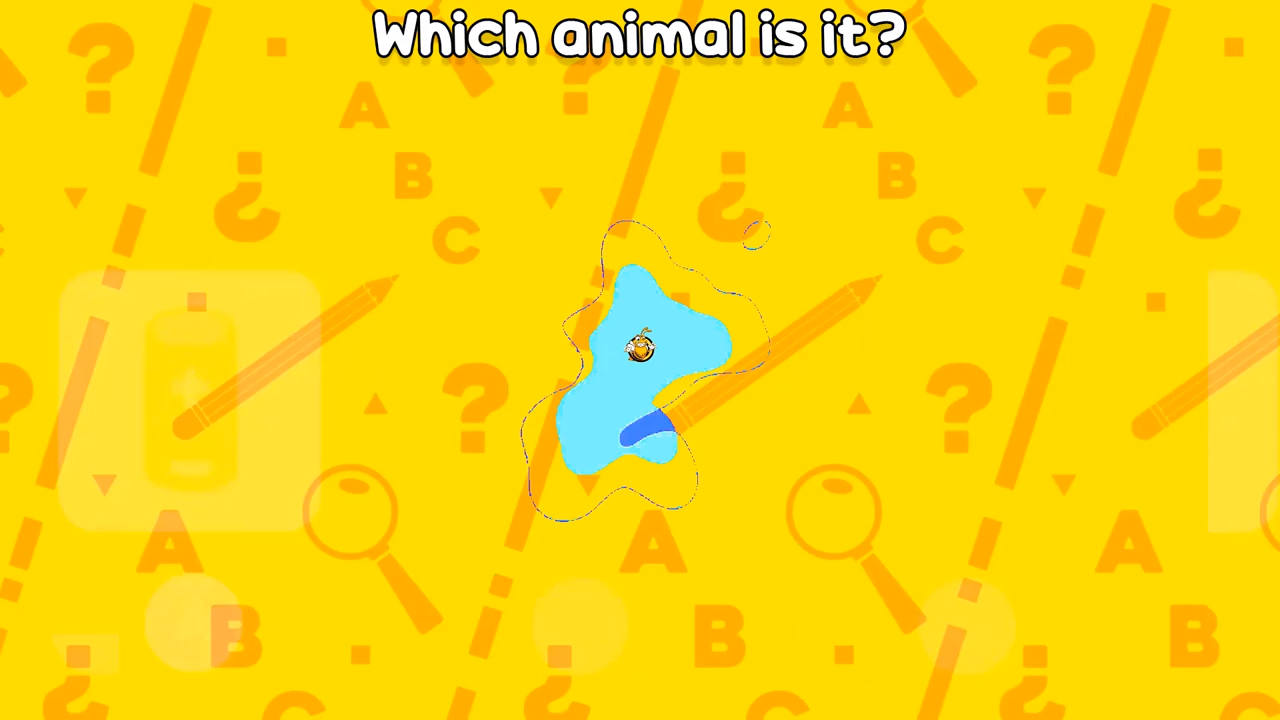 Which animal is it?
? ? ?
A A
B B
¿ ¿ ¿
C C
? ? ?
A A A
B B B
¿ ¿ ¿
C C C